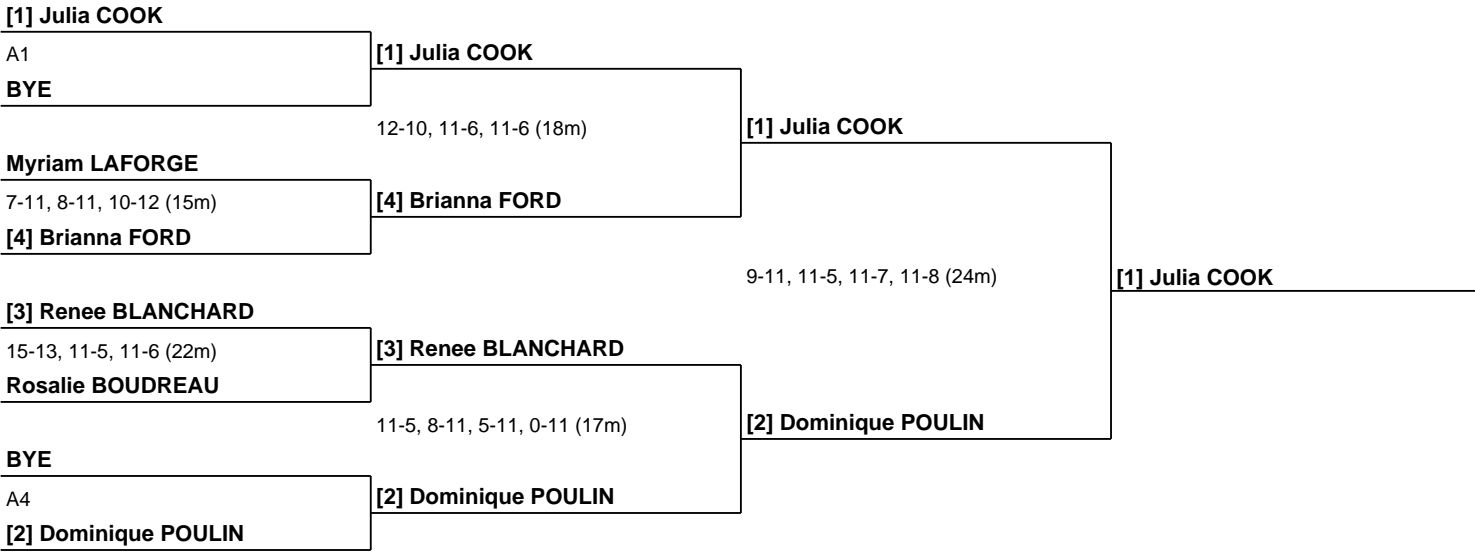 [1] Julia COOK
A1
BYE
[1] Julia COOK
12-10, 11-6, 11-6 (18m)
[1] Julia COOK
Myriam LAFORGE
7-11, 8-11, 10-12 (15m)
[4] Brianna FORD
[4] Brianna FORD
9-11, 11-5, 11-7, 11-8 (24m)
[1] Julia COOK
[3] Renee BLANCHARD
15-13, 11-5, 11-6 (22m)
Rosalie BOUDREAU
[3] Renee BLANCHARD
11-5, 8-11, 5-11, 0-11 (17m)
[2] Dominique POULIN
BYE
A4
[2] Dominique POULIN
[2] Dominique POULIN